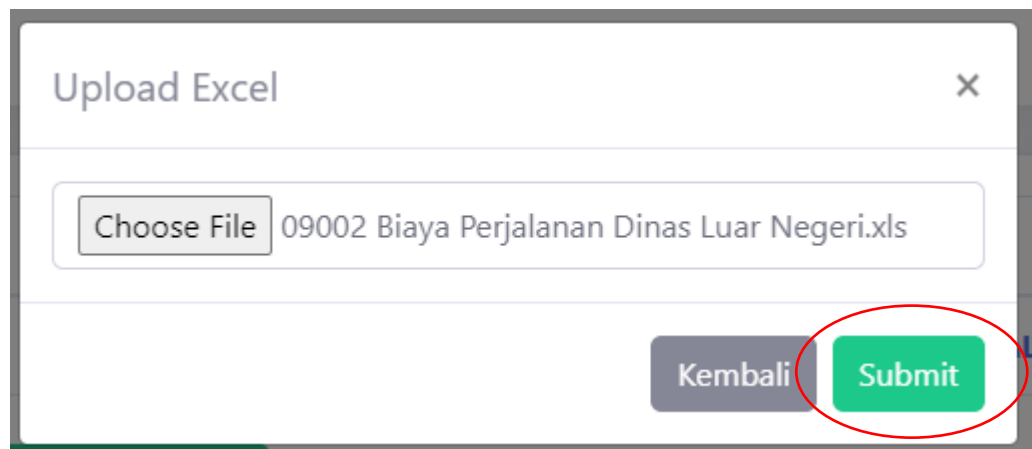 Upload Excel ×
Choose File 09002 Biaya Perjalanan Dinas Luar Negeri.xls
Kembali Submit